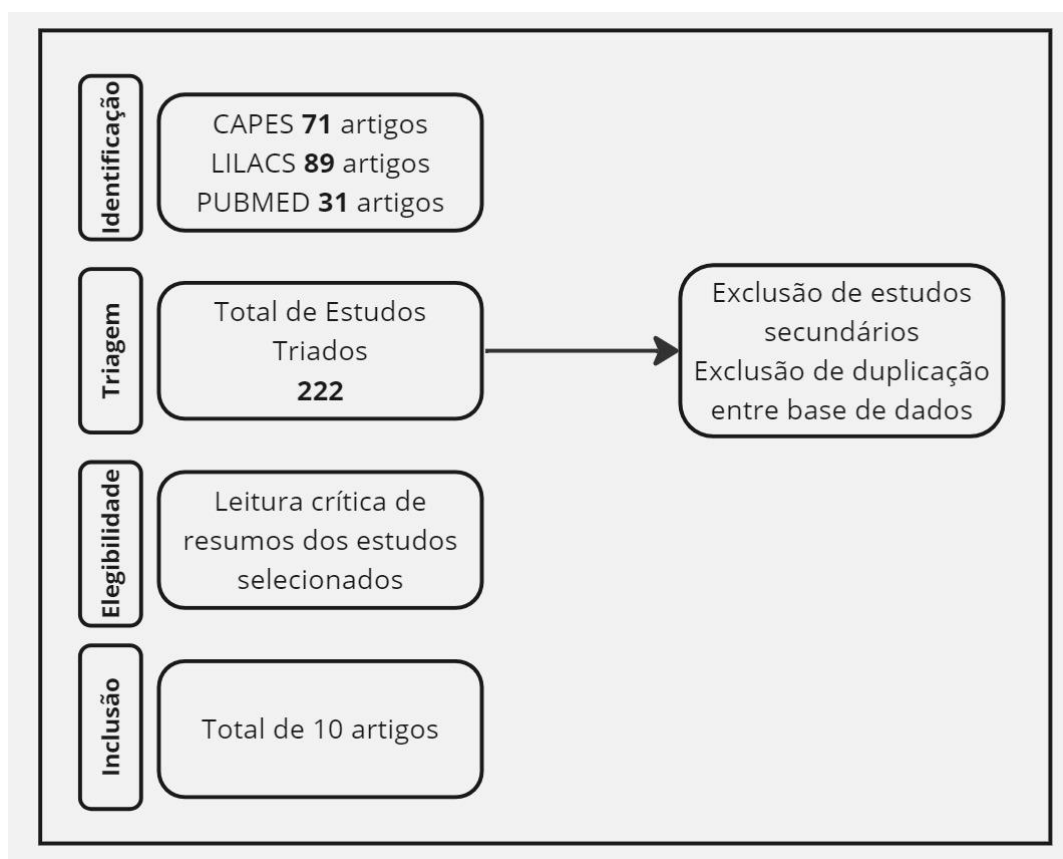 Identificação
CAPES 71 artigos
LILACS 89 artigos
PUBMED 31 artigos
Triagem
Total de Estudos
Triados
222
Exclusão de estudos
secundários
Exclusão de duplicação
entre base de dados
Elegibilidade
Leitura crítica de
resumos dos estudos
selecionados
Inclusão
Total de 10 artigos